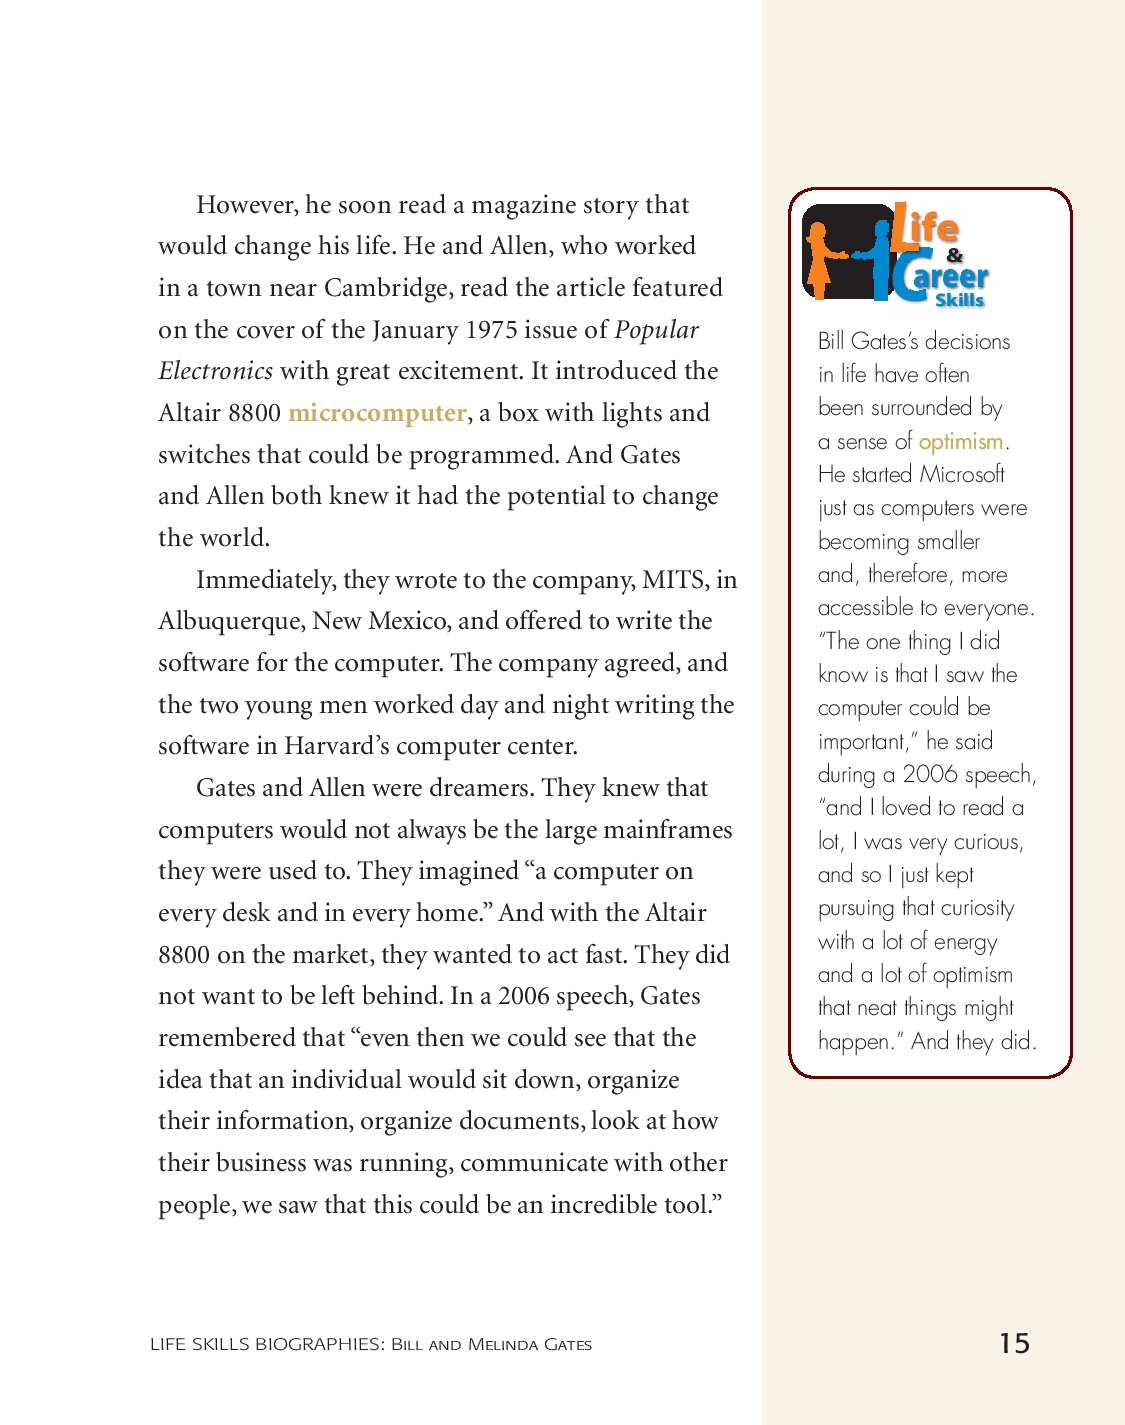 However, he soon read a magazine story that
would change his life. He and Allen, who worked
in a town near Cambridge, read the article featured
on the cover of the January 1975 issue of Popular
Electronics with great excitement. It introduced the
Altair 8800 microcomputer, a box with lights and
switches that could be programmed. And Gates
and Allen both knew it had the potential to change
the world.
Immediately, they wrote to the company, MITS, in
Albuquerque, New Mexico, and offered to write the
software for the computer. The company agreed, and
the two young men worked day and night writing the
software in Harvard’s computer center.
Gates and Allen were dreamers. They knew that
computers would not always be the large mainframes
they were used to. They imagined “a computer on
every desk and in every home.” And with the Altair
8800 on the market, they wanted to act fast. They did
not want to be left behind. In a 2006 speech, Gates
remembered that “even then we could see that the
idea that an individual would sit down, organize
their information, organize documents, look at how
their business was running, communicate with other
people, we saw that this could be an incredible tool.”
Life
&
Career
Skills
Bill Gates’s decisions
in life have often
been surrounded by
a sense of optimism.
He started Microsoft
just as computers were
becoming smaller
and, therefore, more
accessible to everyone.
“The one thing I did
know is that I saw the
computer could be
important,” he said
during a 2006 speech,
“and I loved to read a
lot, I was very curious,
and so I just kept
pursuing that curiosity
with a lot of energy
and a lot of optimism
that neat things might
happen.” And they did.
LIFE SKILLS BIOGRAPHIES: BILL AND MELINDA GATES
15